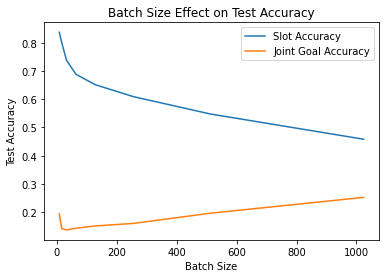 Batch Size Effect on Test Accuracy
Slot Accuracy
Joint Goal Accuracy
Test Accuracy
0.8
0.7
0.6
0.5
0.4
0.3
0.2
0 200 400 600 800 1000
Batch Size